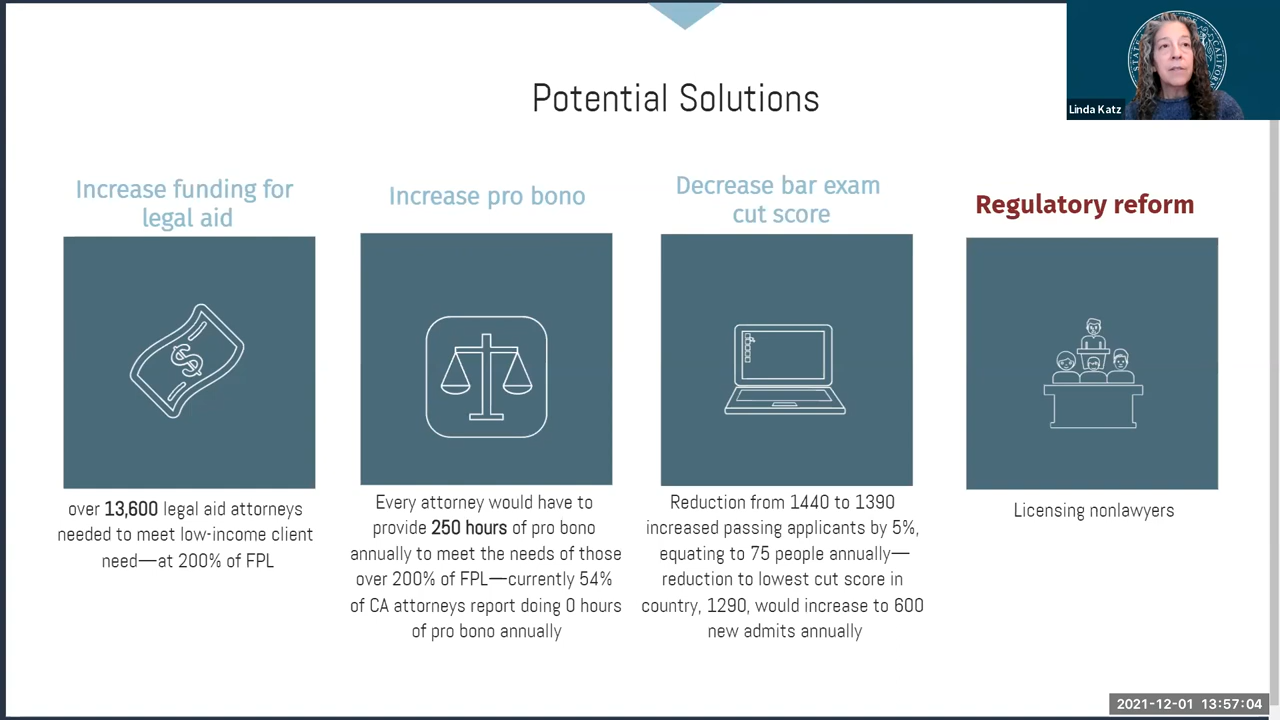 Potential Solutions
Linda Katz
STATE
CALIFORNIA
Increase funding for
legal aid
over 13,600 legal aid attorneys
needed to meet low-income client
need—at 200% of FPL
Increase pro bono
Every attorney would have to
provide 250 hours of pro bono
annually to meet the needs of those
over 200% of FPL—currently 54%
of CA attorneys report doing 0 hours
of pro bono annually
Decrease bar exam
cut score
Reduction from 1440 to 1390
increased passing applicants by 5%,
equating to 75 people annually—
reduction to lowest cut score in
country, 1290, would increase to 600
new admits annually
Regulatory reform
Licensing nonlawyers
2021-12-01 13:57:04